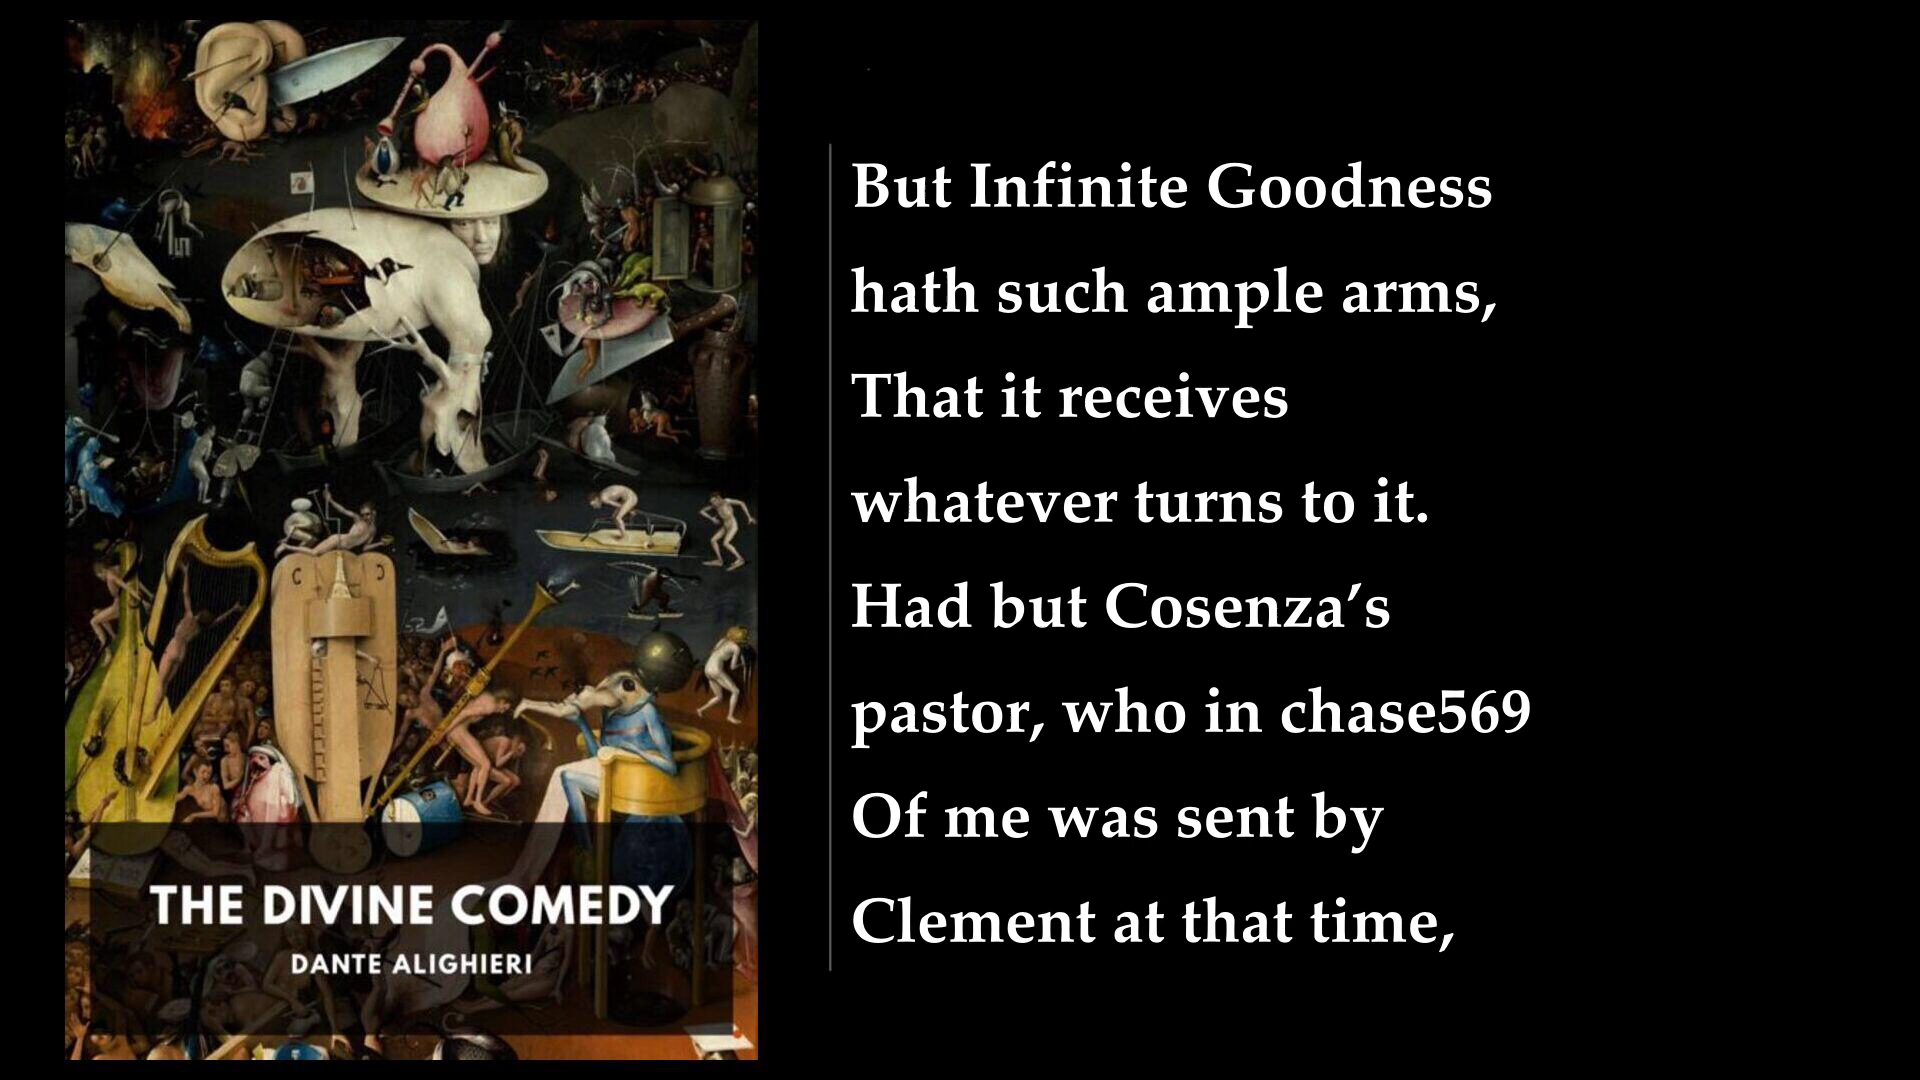 THE DIVINE COMEDY
DANTE ALIGHIERI
But Infinite Goodness
hath such ample arms,
That it receives
whatever turns to it.
Had but Cosenza’s
pastor, who in chase569
Of me was sent by
Clement at that time,